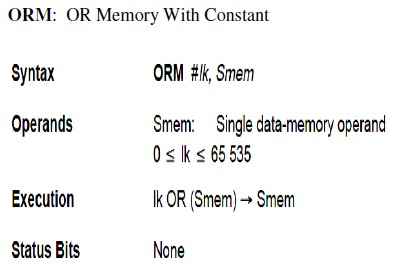 ORM: OR Memory With Constant
Syntax ORM #lk, Smem
Operands Smem: Single data-memory operand
0 ≤ lk ≤ 65 535
Execution lk OR (Smem) → Smem
Status Bits None